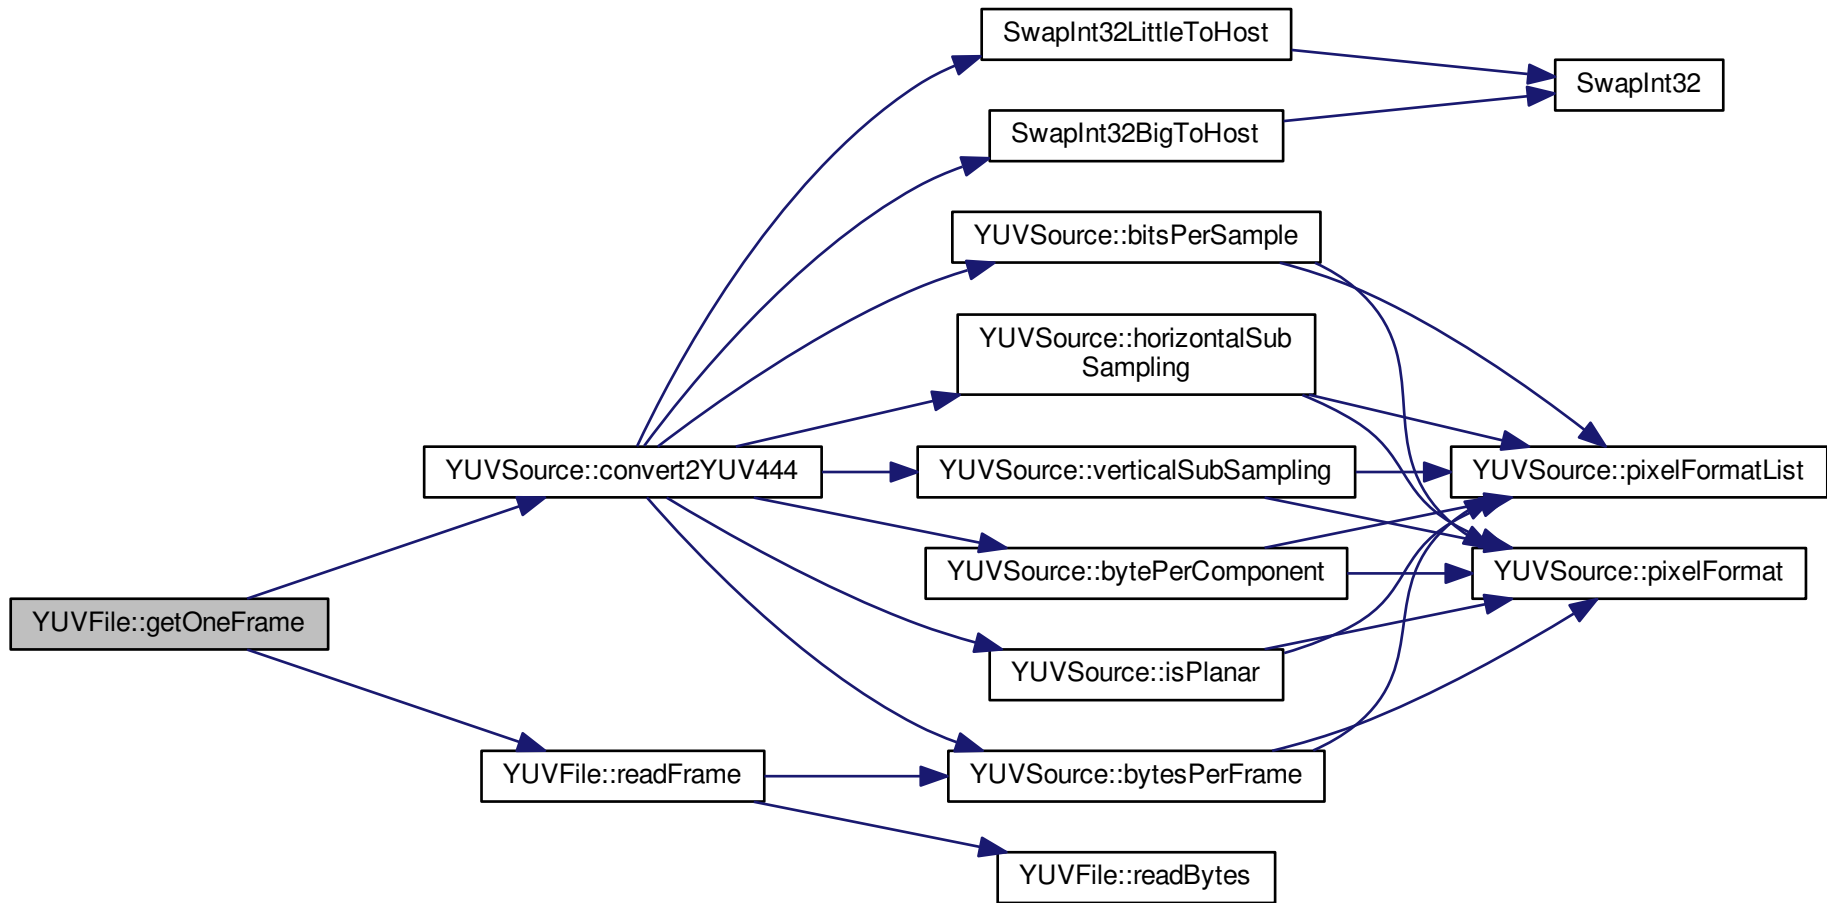 SwapInt32LittleToHost
SwapInt32
SwapInt32BigToHost
YUVSource::bitsPerSample
YUVSource::horizontalSub
Sampling
YUVSource::convert2YUV444
YUVSource::verticalSubSampling
YUVSource::pixelFormatList
YUVSource::bytePerComponent
YUVSource::pixelFormat
YUVFile::getOneFrame
YUVSource::isPlanar
YUVFile::readFrame
YUVSource::bytesPerFrame
YUVFile::readBytes